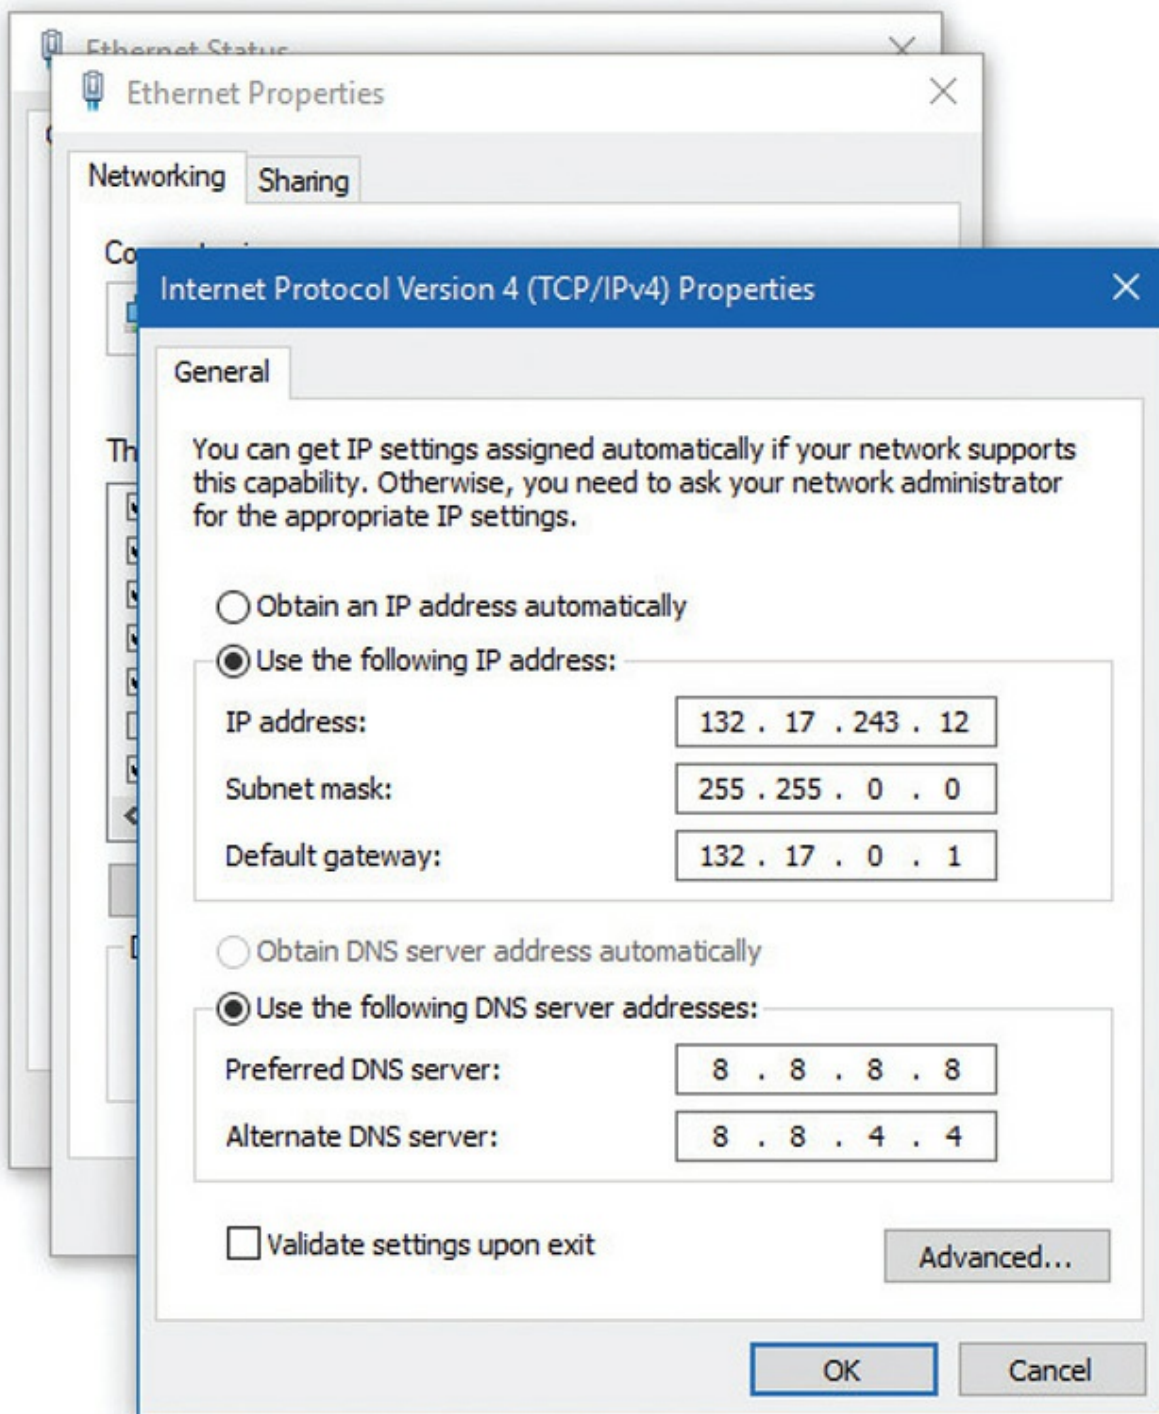 Ethernet Status
Ethernet Properties
Networking
Sharing
Internet Protocol Version 4 (TCP/IPv4) Properties
General
You can get IP settings assigned automatically if your network supports
this capability. Otherwise, you need to ask your network administrator
for the appropriate IP settings.
Obtain an IP address automatically
Use the following IP address:
IP address: 132 . 17 . 243 . 12
Subnet mask: 255 . 255 . 0 . 0
Default gateway: 132 . 17 . 0 . 1
Obtain DNS server address automatically
Use the following DNS server addresses:
Preferred DNS server: 8 . 8 . 8 . 8
Alternate DNS server: 8 . 8 . 4 . 4
Validate settings upon exit
Advanced...
OK Cancel